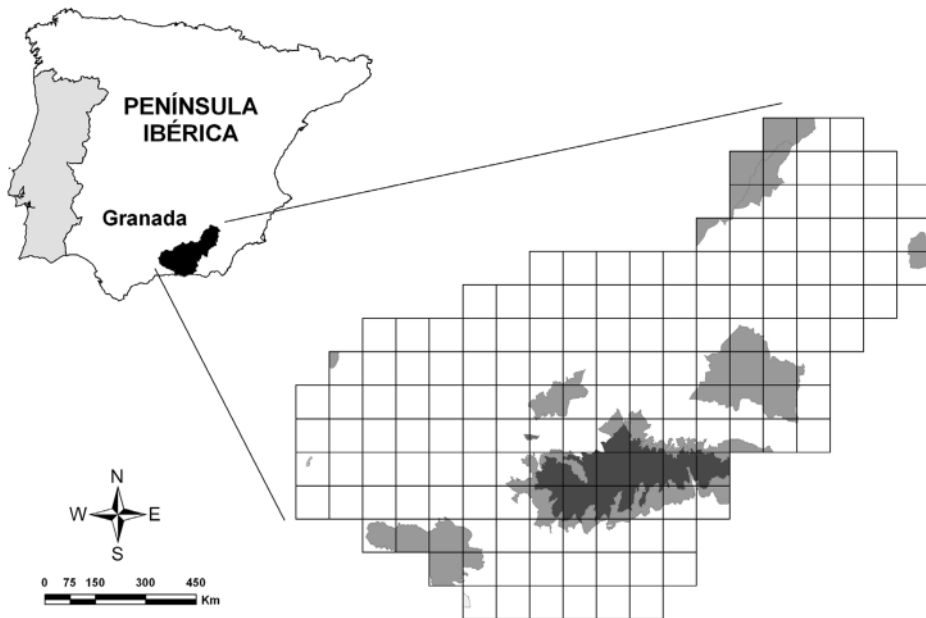 PENÍNSULA
IBÉRICA
Granada
N
W E
S
0 75 150 300 450
Km